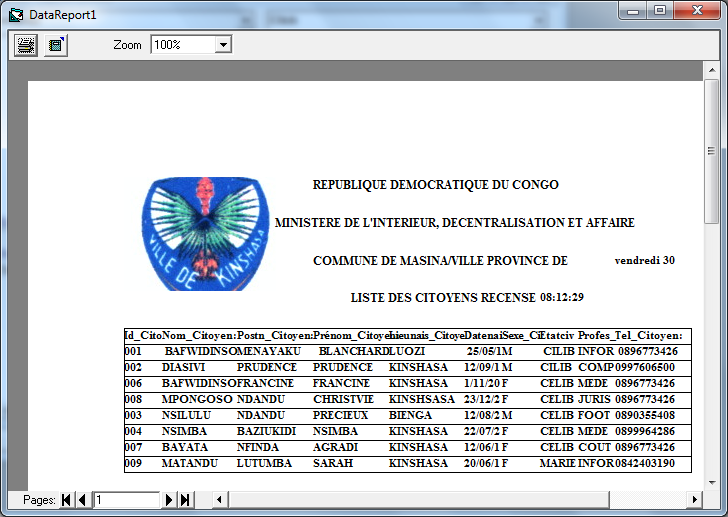 DataReport1
Zoom 100%
REPUBLIQUE DEMOCRATIQUE DU CONGO
MINISTERE DE L'INTERIEUR, DECENTRALISATION ET AFFAIRE
COMMUNE DE MASINA/VILLE PROVINCE DE vendredi 30
LISTE DES CITOYENS RECENSE 08:12:29
VILLE DE KINSHASA
Id_Cito Nom_Citoyen: Postn_Citoyen: Prénom_Citoye Lieunais_Citoye Datenai Sexe_Ci Etatciv Profes_ Tel_Citoyen:
001 BAFWIDINSO MENAYAKU BLANCHARD LUOZI 25/05/1 M CILIB INFOR 0896773426
002 DIASIVI PRUDENCE PRUDENCE KINSHASA 12/09/1 M CILIB COMP 0997606500
006 BAFWIDINSO FRANCINE FRANCINE KINSHASA 1/11/20 F CELIB MEDE 0896773426
008 MPONGOSO NDANDU CHRISTVIE KINSHSASA 23/12/2 F CELIB JURIS 0896773426
003 NSILULU NDANDU PRECIEUX BIENGA 12/08/2 M CELIB FOOT 0890355408
004 NSIMBA BAZIUKIDI NSIMBA KINSHASA 22/07/2 F CELIB MEDE 0899964286
007 BAYATA NFINDA AGRADI KINSHASA 12/06/1 F CELIB COUT 0896773426
009 MATANDU LUTUMBA SARAH KINSHASA 20/06/1 F MARIE INFOR 0842403190
Pages: 1